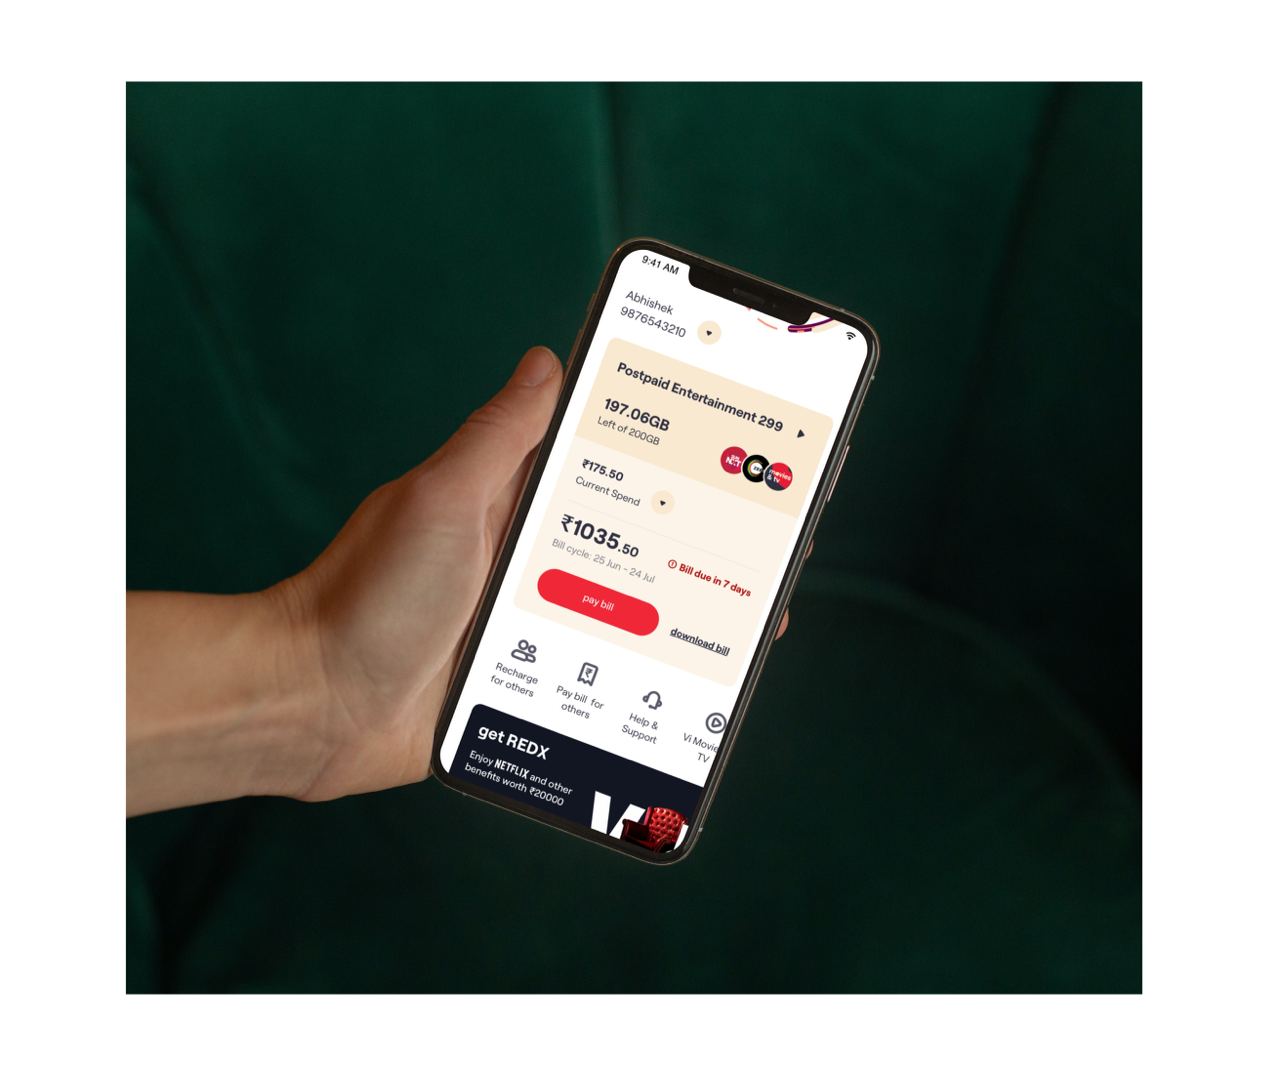 9:41 AM
Abhishek
9876543210
Postpaid Entertainment 299
197.06GB
Left of 200GB
movies
& tv
₹175.50
Current Spend
₹1035.50
Bill cycle: 25 Jun - 24 Jul
Bill due in 7 days
pay bill
download bill
Recharge
for others
Pay bill for
others
Help &
Support
Vi Movie
TV
get REDX
Enjoy NETFLIX and other
benefits worth ₹20000